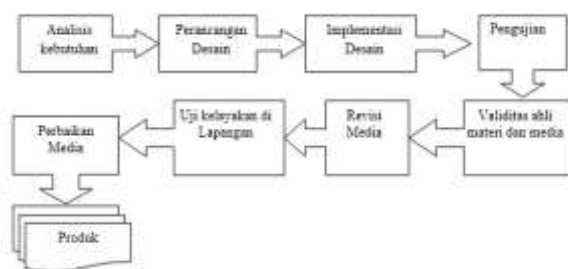 Analisis
kebutuhan
Perancangan
Desain
Implementasi
Desain
Pengujian
Validitas ahli
materi dan media
Revisi
Media
Uji kelayakan di
Lapangan
Perbaikan
Media
Produk